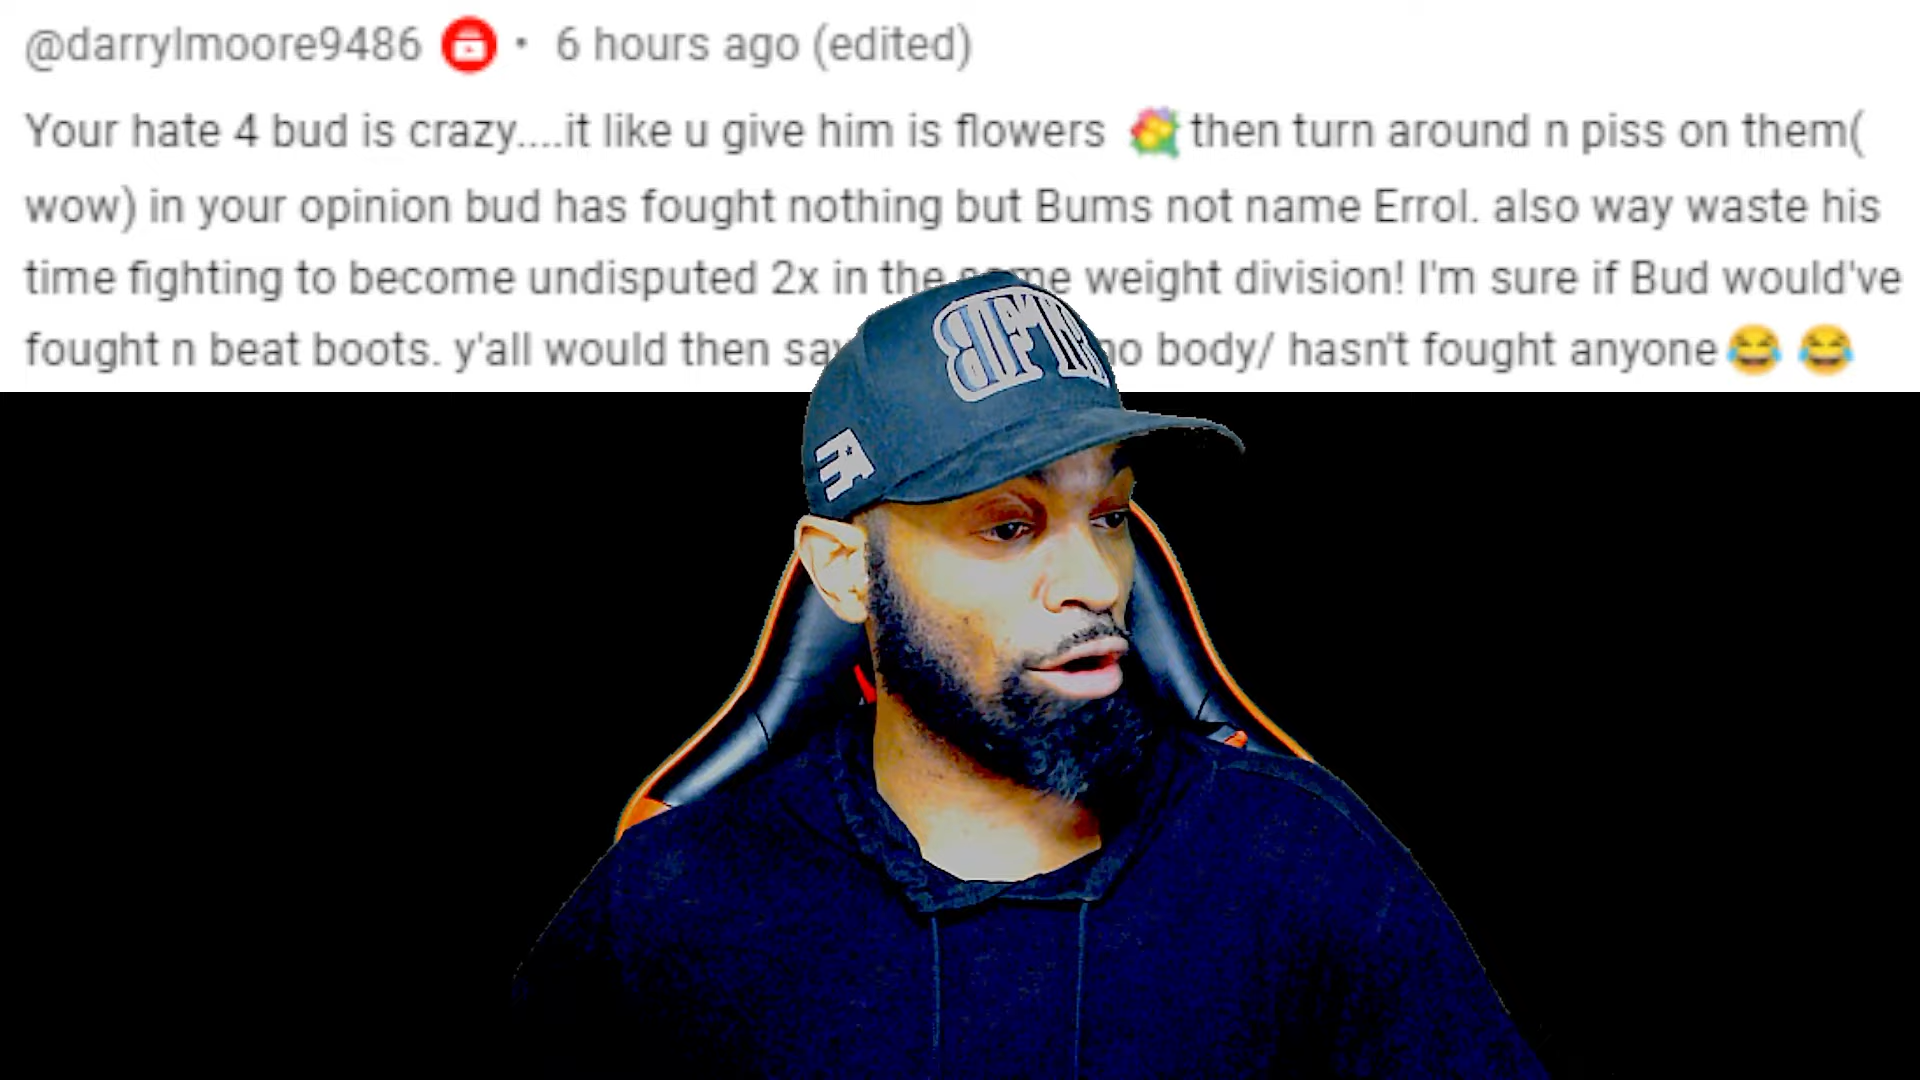 @darrylmoore9486 • 6 hours ago (edited)
Your hate 4 bud is crazy....it like u give him is flowers 💐 then turn around n piss on them(
wow) in your opinion bud has fought nothing but Bums not name Errol. also way waste his
time fighting to become undisputed 2x in the same weight division! I'm sure if Bud would've
fought n beat boots. y'all would then say body/ hasn't fought anyone😂 😂